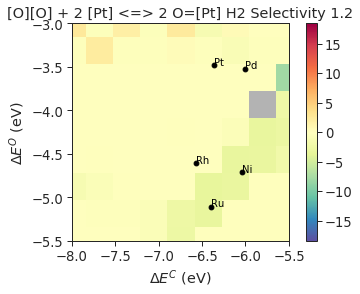 [O][O] + 2 [Pt] <=> 2 O=[Pt] H2 Selectivity 1.2
−3.0
−3.5
−4.0
−4.5
−5.0
−5.5
ΔE^O (eV)
Pt
Pd
Rh
Ni
Ru
−8.0 −7.5 −7.0 −6.5 −6.0 −5.5
ΔE^C (eV)
15
10
5
0
−5
−10
−15